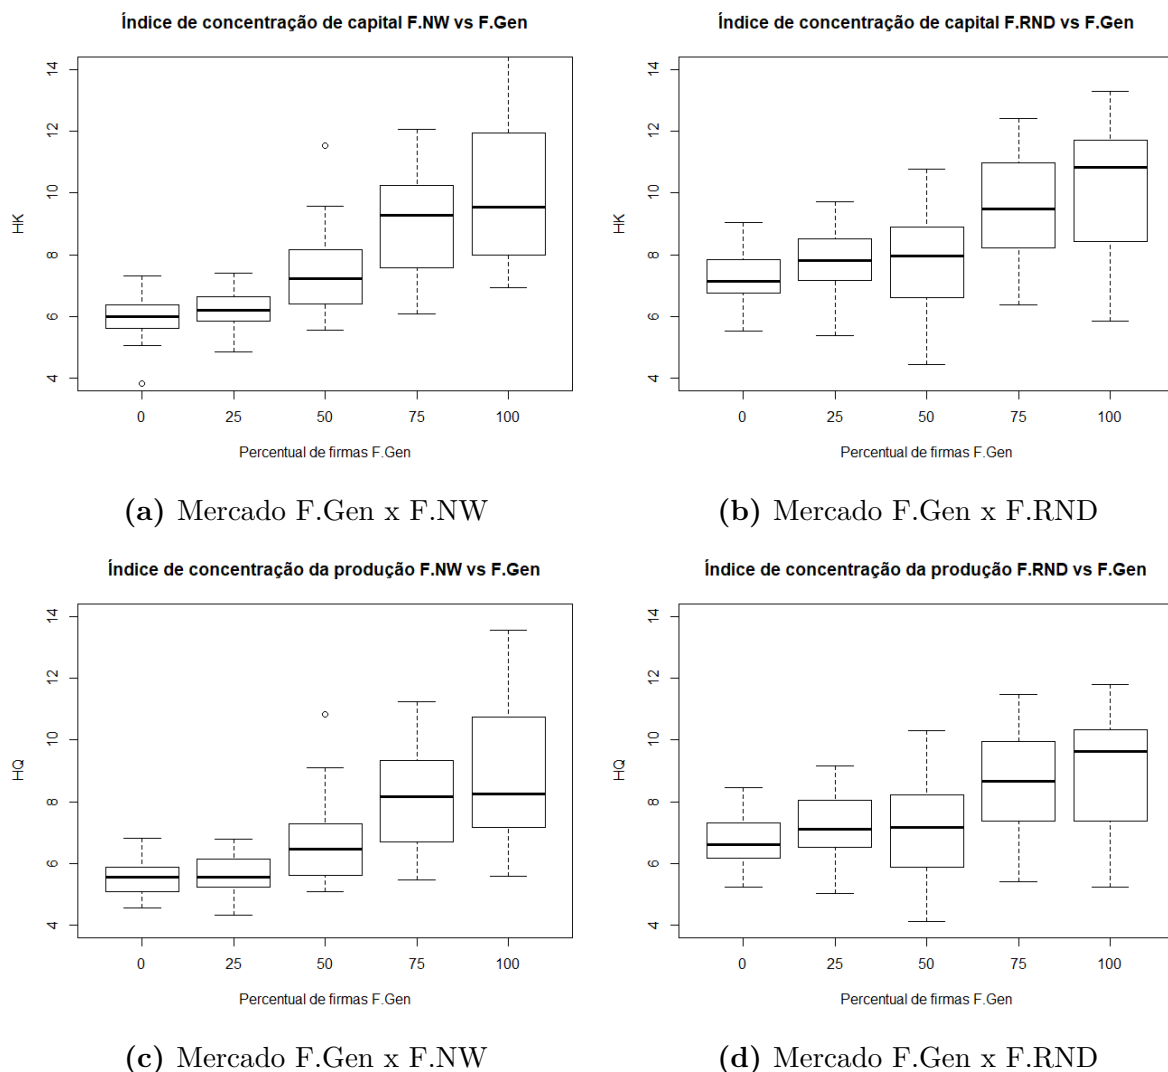 Índice de concentração de capital F.NW vs F.Gen
HK
14
12
10
8
6
4
0 25 50 75 100
Percentual de firmas F.Gen
(a) Mercado F.Gen x F.NW
Índice de concentração de capital F.RND vs F.Gen
HK
14
12
10
8
6
4
0 25 50 75 100
Percentual de firmas F.Gen
(b) Mercado F.Gen x F.RND
Índice de concentração da produção F.NW vs F.Gen
HQ
14
12
10
8
6
4
0 25 50 75 100
Percentual de firmas F.Gen
(c) Mercado F.Gen x F.NW
Índice de concentração da produção F.RND vs F.Gen
HQ
14
12
10
8
6
4
0 25 50 75 100
Percentual de firmas F.Gen
(d) Mercado F.Gen x F.RND